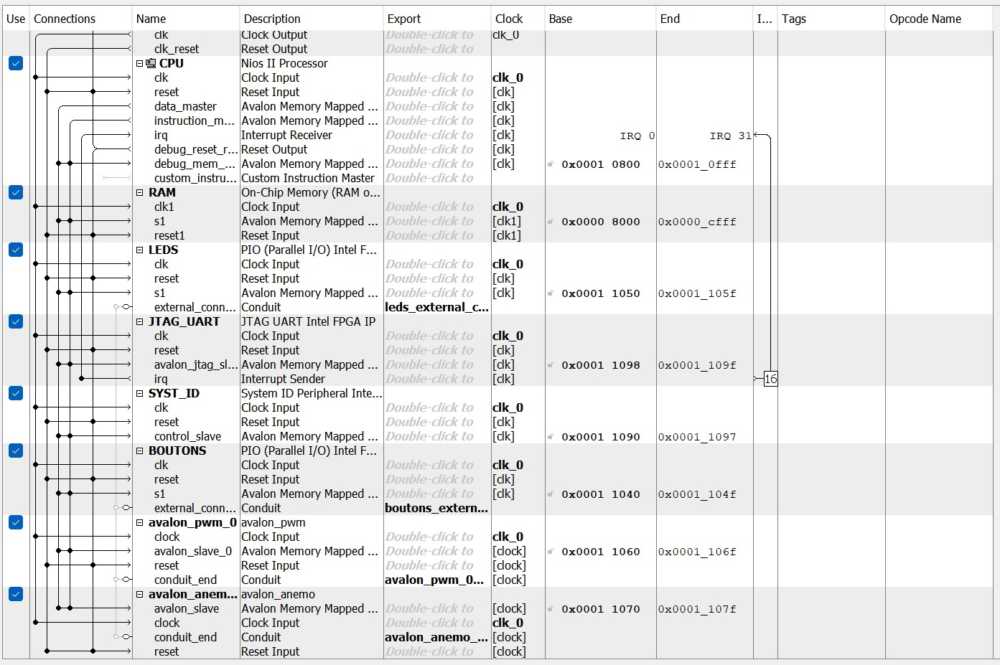 Use Connections Name Description Export Clock Base End I... Tags Opcode Name
clk Clock Output Double-click to clk_0
clk_reset Reset Output Double-click to
CPU Nios II Processor
clk Clock Input Double-click to clk_0
reset Reset Input Double-click to [clk]
data_master Avalon Memory Mapped ... Double-click to [clk]
instruction_m... Avalon Memory Mapped ... Double-click to [clk]
irq Interrupt Receiver Double-click to [clk] IRQ 0 IRQ 31
debug_reset_r... Reset Output Double-click to [clk]
debug_mem_... Avalon Memory Mapped ... Double-click to [clk] 0x0001 0800 0x0001_0fff
custom_instru... Custom Instruction Master Double-click to
RAM On-Chip Memory (RAM o...
clk1 Clock Input Double-click to clk_0
s1 Avalon Memory Mapped ... Double-click to [clk1] 0x0000 8000 0x0000_cfff
reset1 Reset Input Double-click to [clk1]
LEDS PIO (Parallel I/O) Intel F...
clk Clock Input Double-click to clk_0
reset Reset Input Double-click to [clk]
s1 Avalon Memory Mapped ... Double-click to [clk] 0x0001 1050 0x0001_105f
external_conn... Conduit leds_external_c...
JTAG_UART JTAG UART Intel FPGA IP
clk Clock Input Double-click to clk_0
reset Reset Input Double-click to [clk]
avalon_jtag_sl... Avalon Memory Mapped ... Double-click to [clk] 0x0001 1098 0x0001_109f
irq Interrupt Sender Double-click to [clk] 16
SYST_ID System ID Peripheral Inte...
clk Clock Input Double-click to clk_0
reset Reset Input Double-click to [clk]
control_slave Avalon Memory Mapped ... Double-click to [clk] 0x0001 1090 0x0001_1097
BOUTONS PIO (Parallel I/O) Intel F...
clk Clock Input Double-click to clk_0
reset Reset Input Double-click to [clk]
s1 Avalon Memory Mapped ... Double-click to [clk] 0x0001 1040 0x0001_104f
external_conn... Conduit boutons_extern...
avalon_pwm_0 avalon_pwm
clock Clock Input Double-click to clk_0
avalon_slave_0 Avalon Memory Mapped ... Double-click to [clock] 0x0001 1060 0x0001_106f
reset Reset Input Double-click to [clock]
conduit_end Conduit avalon_pwm_0... [clock]
avalon_anem... avalon_anemo
avalon_slave Avalon Memory Mapped ... Double-click to [clock] 0x0001 1070 0x0001_107f
clock Clock Input Double-click to clk_0
conduit_end Conduit avalon_anemo_... [clock]
reset Reset Input Double-click to [clock]